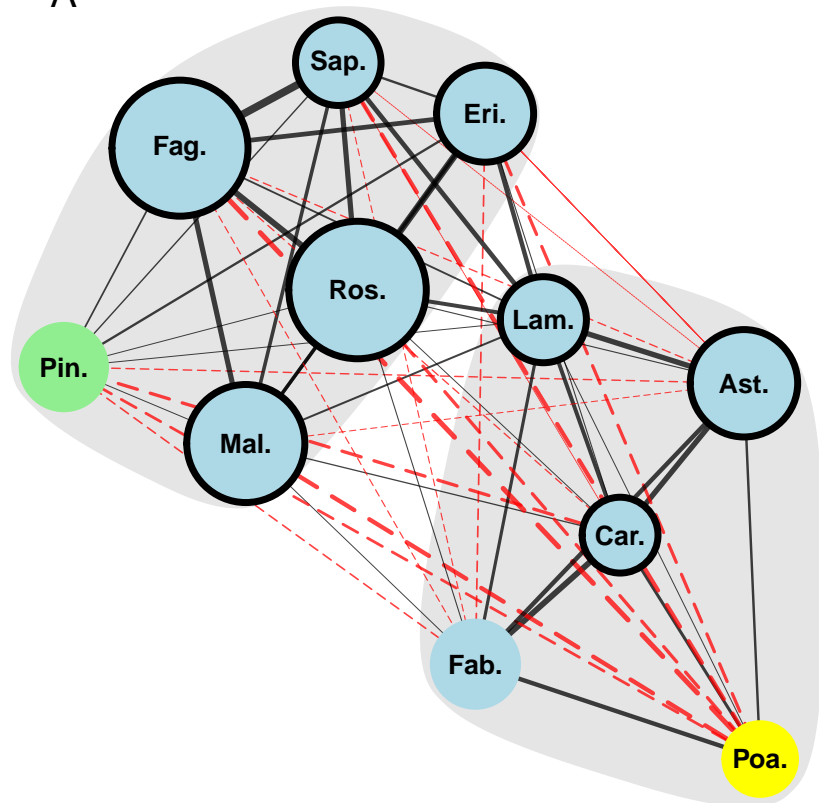 A
Sap.
Eri.
Fag.
Ros.
Lam.
Pin.
Ast.
Mal.
Car.
Fab.
Poa.